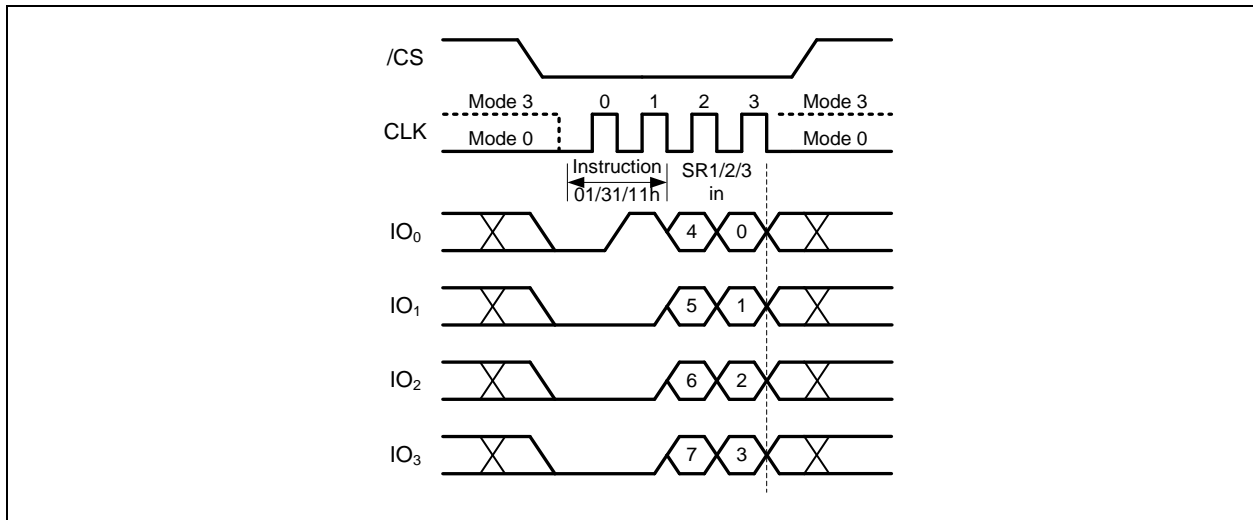 /CS
Mode 3 0 1 2 3 Mode 3
CLK
Mode 0 Mode 0
Instruction SR1/2/3
01/31/11h in
IO₀ 4 0
IO₁ 5 1
IO₂ 6 2
IO₃ 7 3